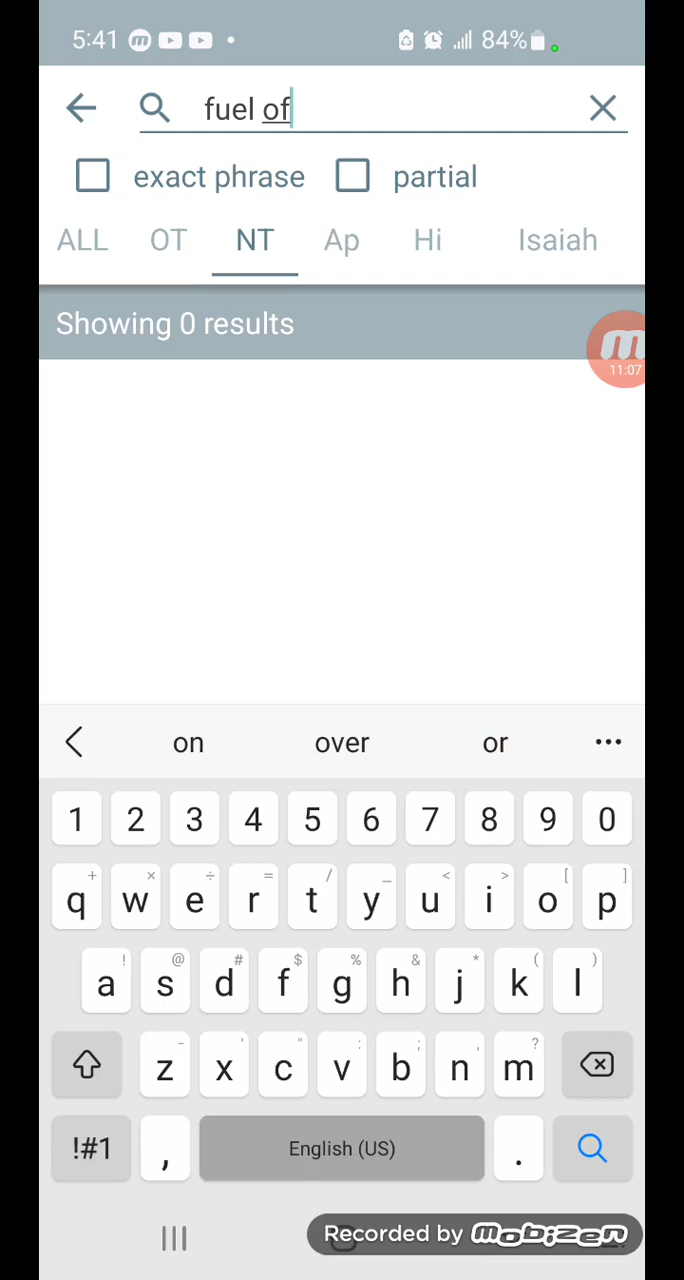 5:41 84%
fuel of
exact phrase partial
ALL OT NT Ap Hi Isaiah
Showing 0 results
11:07
on over or ...
1 2 3 4 5 6 7 8 9 0
+ × ÷ = / _ < > [ ]
q w e r t y u i o p
! @ # $ % & * ( )
a s d f g h j k l
- ' " : ; , ?
z x c v b n m
!#1 , English (US) .
Recorded by mobizen